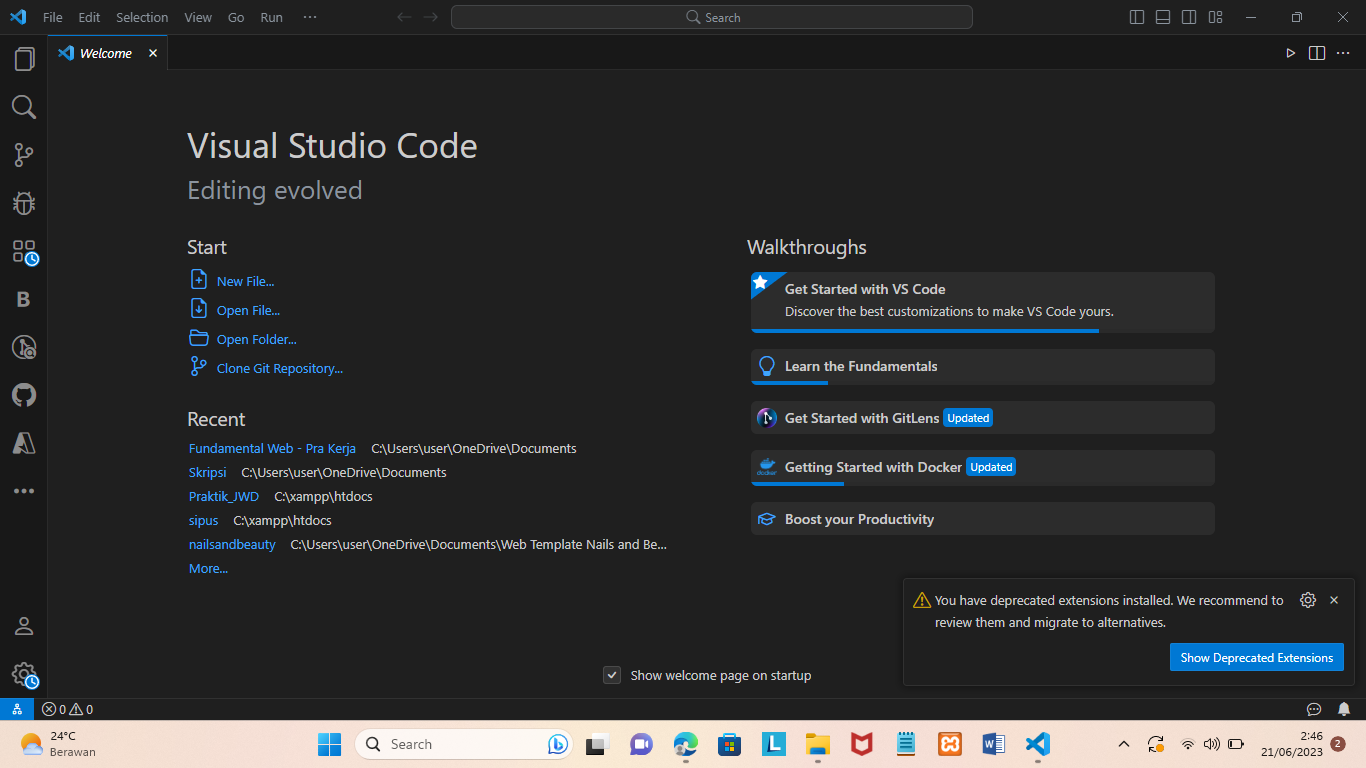 File Edit Selection View Go Run ··· Search
Welcome
Visual Studio Code
Editing evolved
Start
New File...
Open File...
Open Folder...
Clone Git Repository...
Recent
Fundamental Web - Pra Kerja C:\Users\user\OneDrive\Documents
Skripsi C:\Users\user\OneDrive\Documents
Praktik_JWD C:\xampp\htdocs
sipus C:\xampp\htdocs
nailsandbeauty C:\Users\user\OneDrive\Documents\Web Template Nails and Be...
More...
Walkthroughs
Get Started with VS Code
Discover the best customizations to make VS Code yours.
Learn the Fundamentals
Get Started with GitLens Updated
docker
Getting Started with Docker Updated
Boost your Productivity
B
You have deprecated extensions installed. We recommend to
review them and migrate to alternatives.
Show Deprecated Extensions
Show welcome page on startup
0 0
24°C
Berawan
Search
L
W
2:46
21/06/2023
2